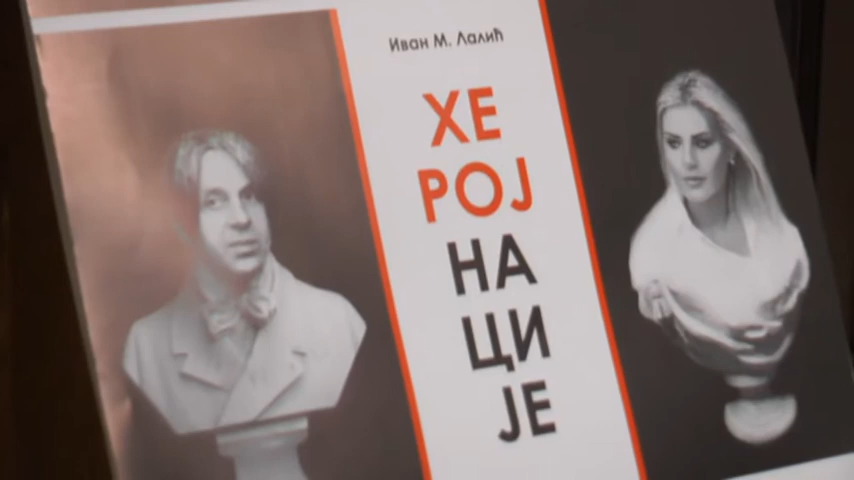 Иван М. Лалић
ХЕ
РОЈ
НА
ЦИ
ЈЕ